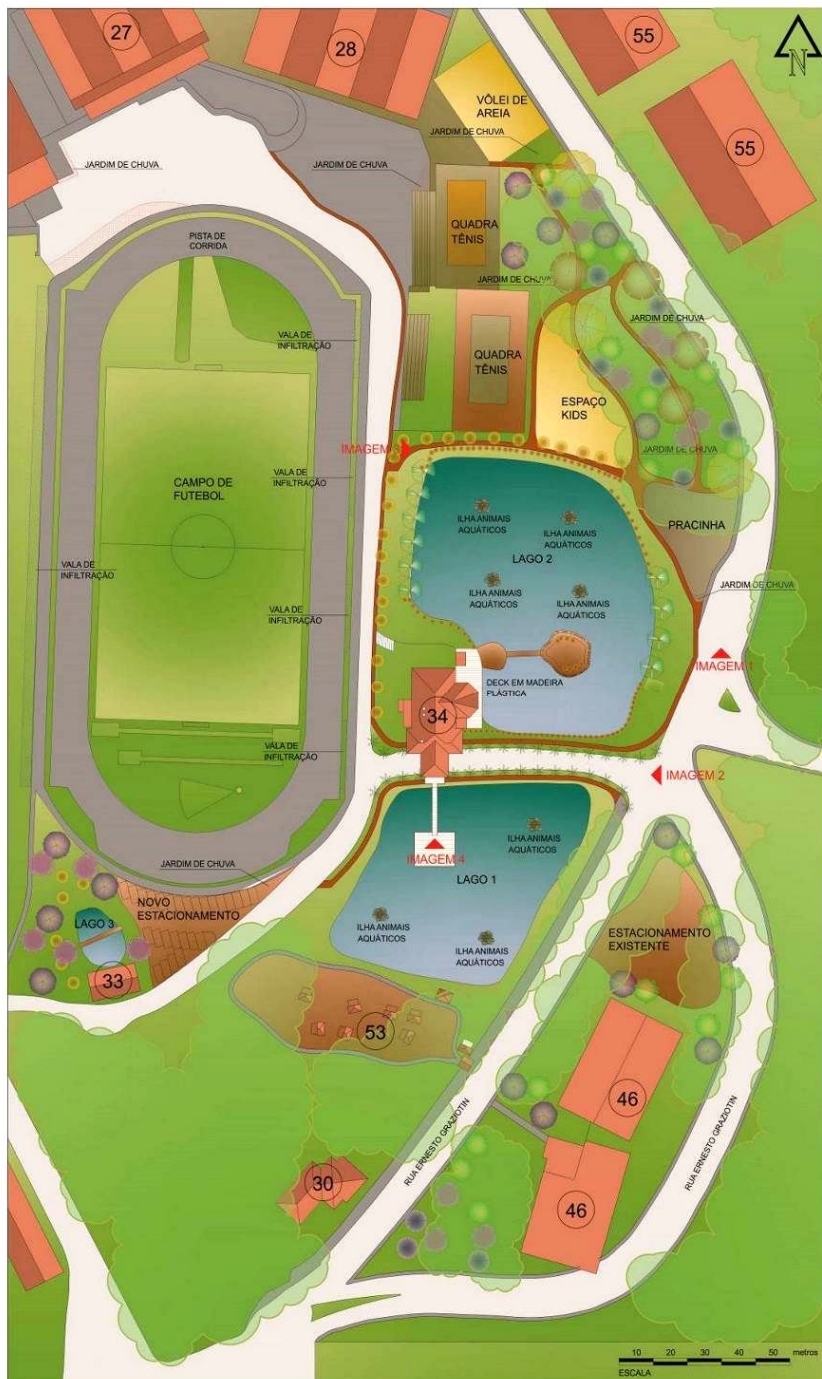 27
28
55
N
VÔLEI DE
AREIA
JARDIM DE CHUVA
55
JARDIM DE CHUVA
JARDIM DE CHUVA
PISTA DE
CORRIDA
QUADRA
TÊNIS
JARDIM DE CHUVA
JARDIM DE CHUVA
VALA DE
INFILTRAÇÃO
QUADRA
TÊNIS
ESPAÇO
KIDS
IMAGEM 3
JARDIM DE CHUVA
CAMPO DE
FUTEBOL
VALA DE
INFILTRAÇÃO
ILHA ANIMAIS
AQUÁTICOS
ILHA ANIMAIS
AQUÁTICOS
PRACINHA
LAGO 2
VALA DE
INFILTRAÇÃO
ILHA ANIMAIS
AQUÁTICOS
ILHA ANIMAIS
AQUÁTICOS
JARDIM DE CHUVA
VALA DE
INFILTRAÇÃO
IMAGEM 1
DECK EM MADEIRA
PLÁSTICA
34
VALA DE
INFILTRAÇÃO
IMAGEM 2
ILHA ANIMAIS
AQUÁTICOS
IMAGEM 4
JARDIM DE CHUVA
LAGO 1
NOVO
ESTACIONAMENTO
LAGO 3
ILHA ANIMAIS
AQUÁTICOS
ILHA ANIMAIS
AQUÁTICOS
ESTACIONAMENTO
EXISTENTE
33
53
46
RUA ERNESTO GRAZIOTIN
RUA ERNESTO GRAZIOTIN
30
46
10 20 30 40 50 metros
ESCALA